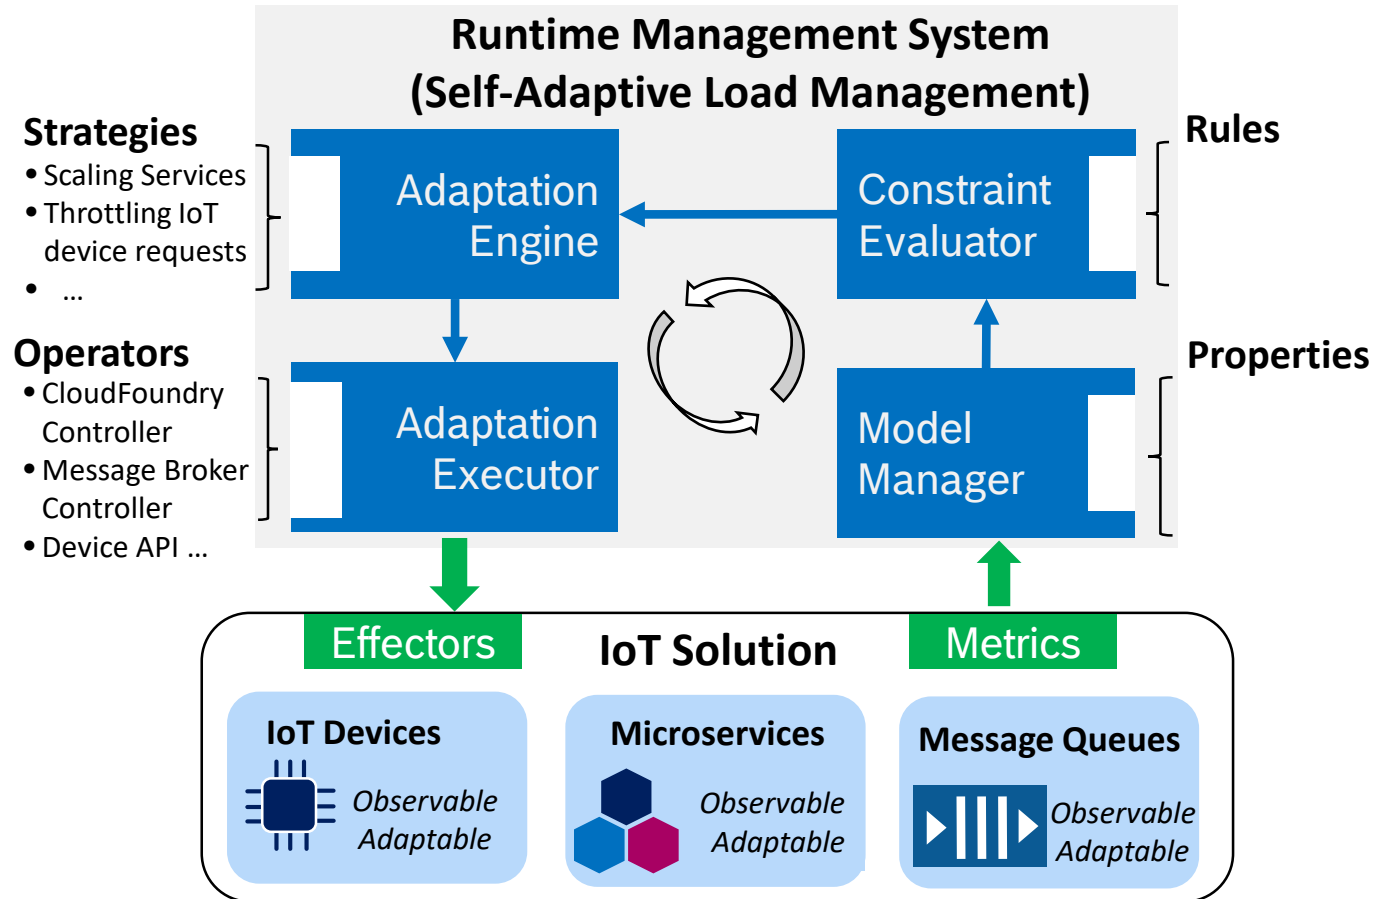 Runtime Management System
(Self-Adaptive Load Management)
Strategies
• Scaling Services
• Throttling IoT
device requests
• ...
Operators
• CloudFoundry
Controller
• Message Broker
Controller
• Device API ...
Adaptation
Engine
Constraint
Evaluator
Rules
Adaptation
Executor
Model
Manager
Properties
Effectors
IoT Solution
Metrics
IoT Devices
Observable
Adaptable
Microservices
Observable
Adaptable
Message Queues
Observable
Adaptable